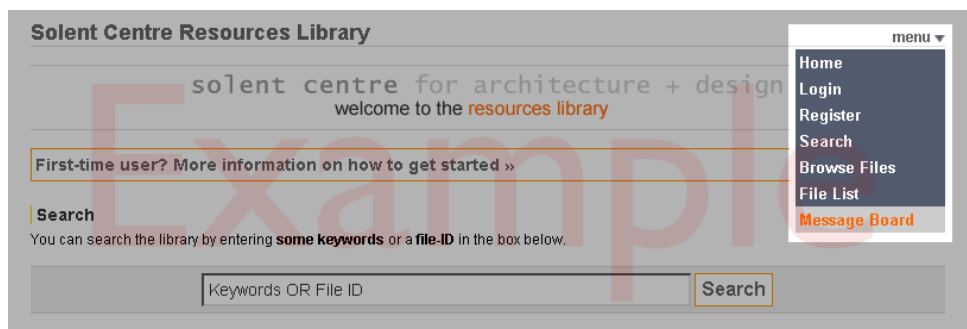 Solent Centre Resources Library
menu
solent centre for architecture + design
welcome to the resources library
First-time user? More information on how to get started »
Search
You can search the library by entering some keywords or a file-ID in the box below.
Keywords OR File ID
Search
Home
Login
Register
Search
Browse Files
File List
Message Board
Example